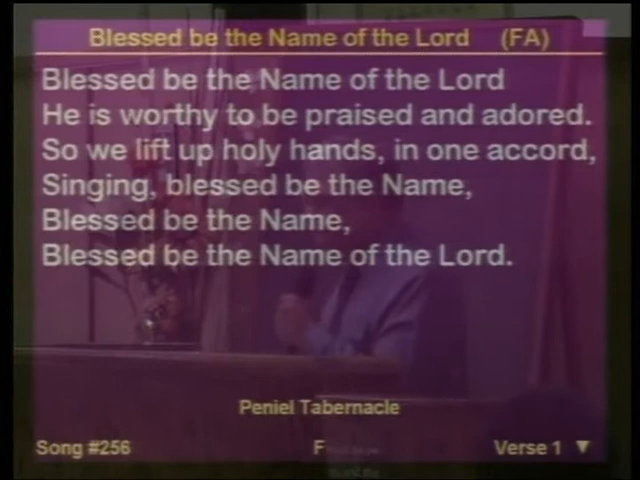 Blessed be the Name of the Lord (FA)
Blessed be the Name of the Lord
He is worthy to be praised and adored.
So we lift up holy hands, in one accord,
Singing, blessed be the Name,
Blessed be the Name,
Blessed be the Name of the Lord.
Peniel Tabernacle
Song #256 F Verse 1 ▼